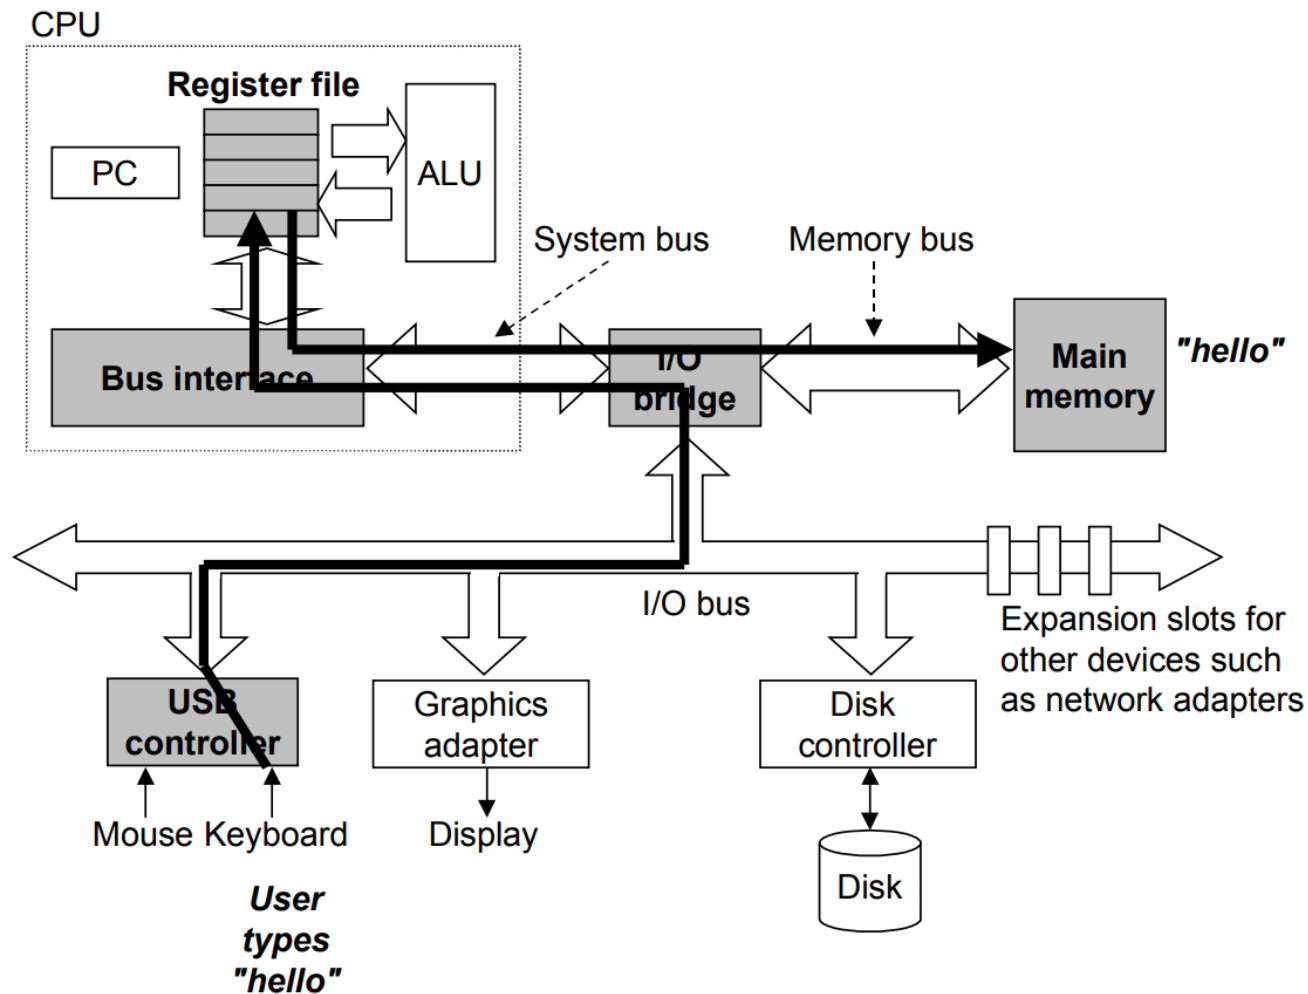 CPU
Register file
PC
ALU
System bus
Memory bus
Bus interface
I/O
bridge
Main
memory
"hello"
I/O bus
Expansion slots for
other devices such
as network adapters
USB
controller
Graphics
adapter
Disk
controller
Mouse
Keyboard
Display
Disk
User
types
"hello"